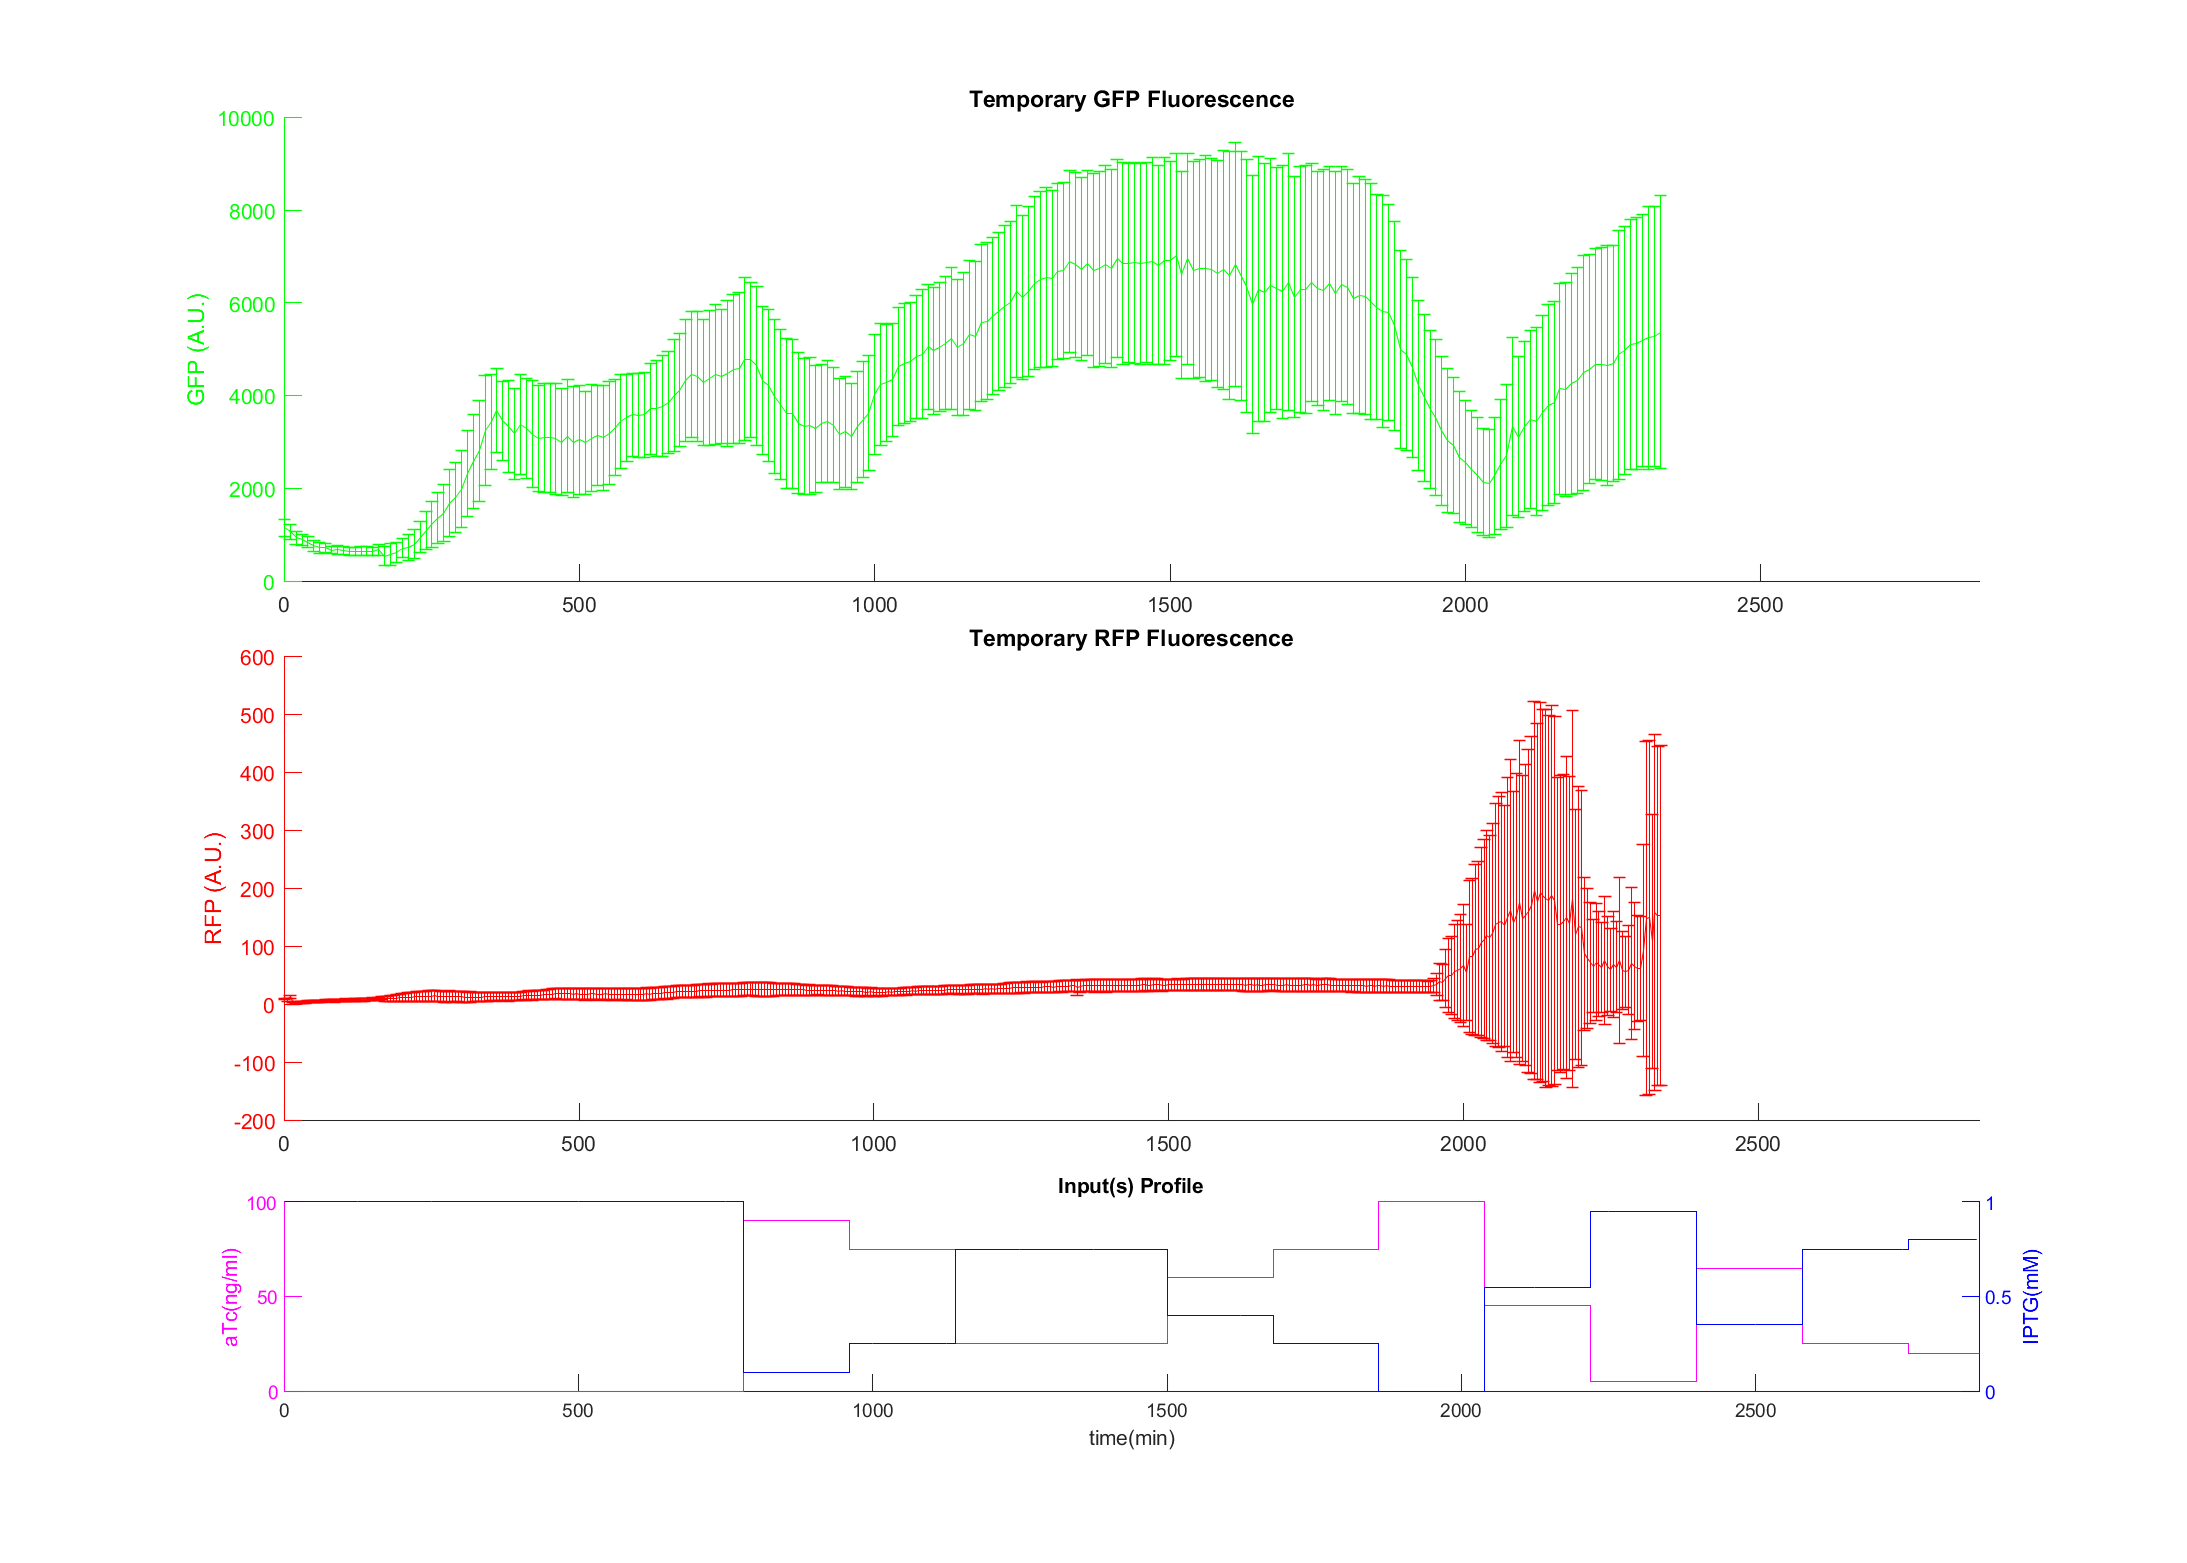 Temporary GFP Fluorescence
10000
8000
6000
4000
2000
0
GFP (A.U.)
0 500 1000 1500 2000 2500
Temporary RFP Fluorescence
600
500
400
300
200
100
0
-100
-200
RFP (A.U.)
0 500 1000 1500 2000 2500
Input(s) Profile
100
50
0
aTc(ng/ml)
1
0.5
0
IPTG(mM)
0 500 1000 1500 2000 2500
time(min)